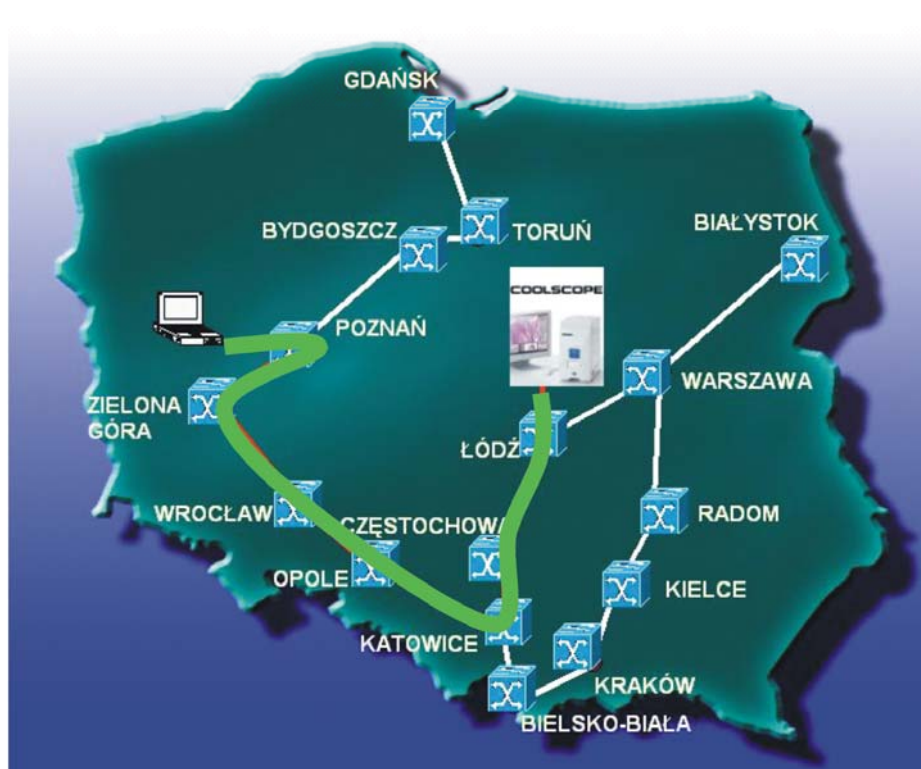 GDAŃSK
BYDGOSZCZ
TORUŃ
BIAŁYSTOK
COOLSCOPE
POZNAŃ
WARSZAWA
ZIELONA
GÓRA
ŁÓDŹ
WROCŁAW
CZĘSTOCHOWA
RADOM
OPOLE
KIELCE
KATOWICE
KRAKÓW
BIELSKO-BIAŁA